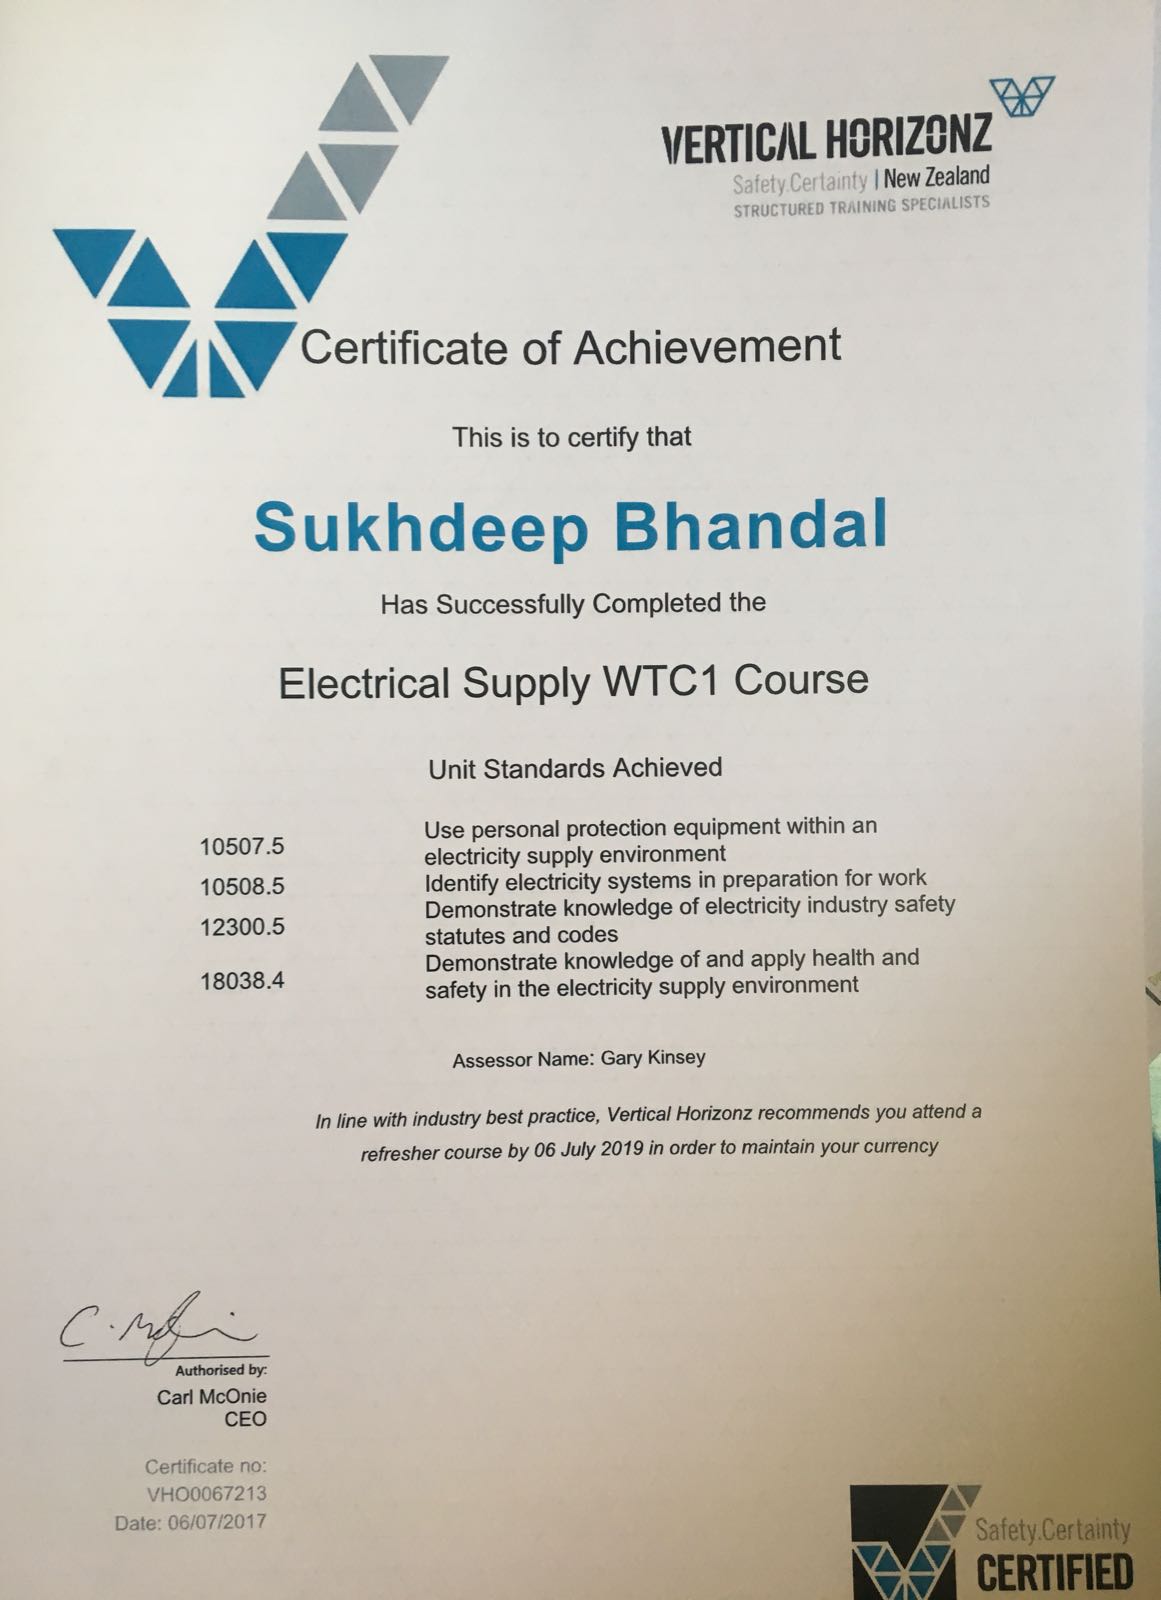 VERTICAL HORIZONZ
Safety.Certainty | New Zealand
STRUCTURED TRAINING SPECIALISTS
Certificate of Achievement
This is to certify that
Sukhdeep Bhandal
Has Successfully Completed the
Electrical Supply WTC1 Course
Unit Standards Achieved
10507.5 Use personal protection equipment within an
electricity supply environment
10508.5 Identify electricity systems in preparation for work
12300.5 Demonstrate knowledge of electricity industry safety
statutes and codes
18038.4 Demonstrate knowledge of and apply health and
safety in the electricity supply environment
Assessor Name: Gary Kinsey
In line with industry best practice, Vertical Horizonz recommends you attend a
refresher course by 06 July 2019 in order to maintain your currency
Authorised by:
Carl McOnie
CEO
Certificate no:
VHO0067213
Date: 06/07/2017
Safety.Certainty
CERTIFIED